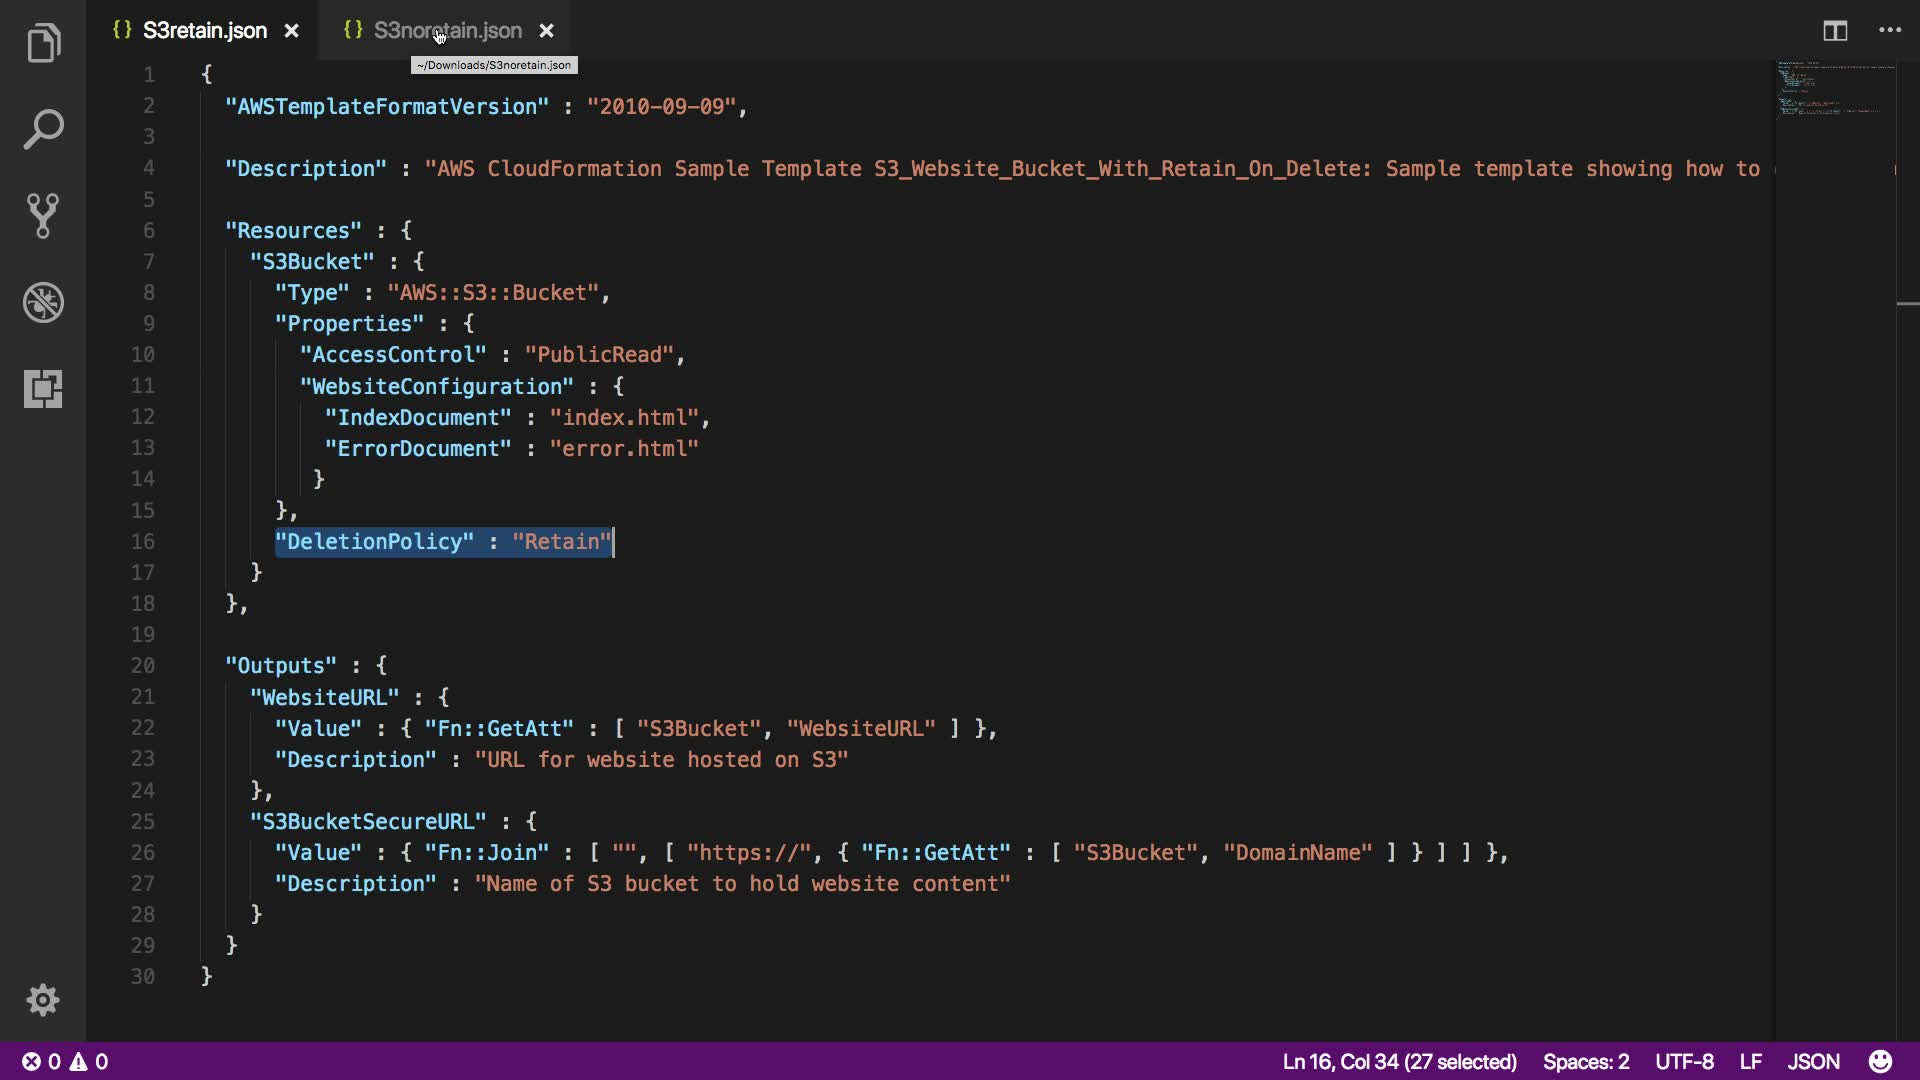 {} S3retain.json × {} S3noretain.json ×
~/Downloads/S3noretain.json
1 {
2 "AWSTemplateFormatVersion" : "2010-09-09",
3
4 "Description" : "AWS CloudFormation Sample Template S3_Website_Bucket_With_Retain_On_Delete: Sample template showing how to
5
6 "Resources" : {
7 "S3Bucket" : {
8 "Type" : "AWS::S3::Bucket",
9 "Properties" : {
10 "AccessControl" : "PublicRead",
11 "WebsiteConfiguration" : {
12 "IndexDocument" : "index.html",
13 "ErrorDocument" : "error.html"
14 }
15 },
16 "DeletionPolicy" : "Retain"
17 }
18 },
19
20 "Outputs" : {
21 "WebsiteURL" : {
22 "Value" : { "Fn::GetAtt" : [ "S3Bucket", "WebsiteURL" ] },
23 "Description" : "URL for website hosted on S3"
24 },
25 "S3BucketSecureURL" : {
26 "Value" : { "Fn::Join" : [ "", [ "https://", { "Fn::GetAtt" : [ "S3Bucket", "DomainName" ] } ] ] },
27 "Description" : "Name of S3 bucket to hold website content"
28 }
29 }
30 }
0 0 Ln 16, Col 34 (27 selected) Spaces: 2 UTF-8 LF JSON